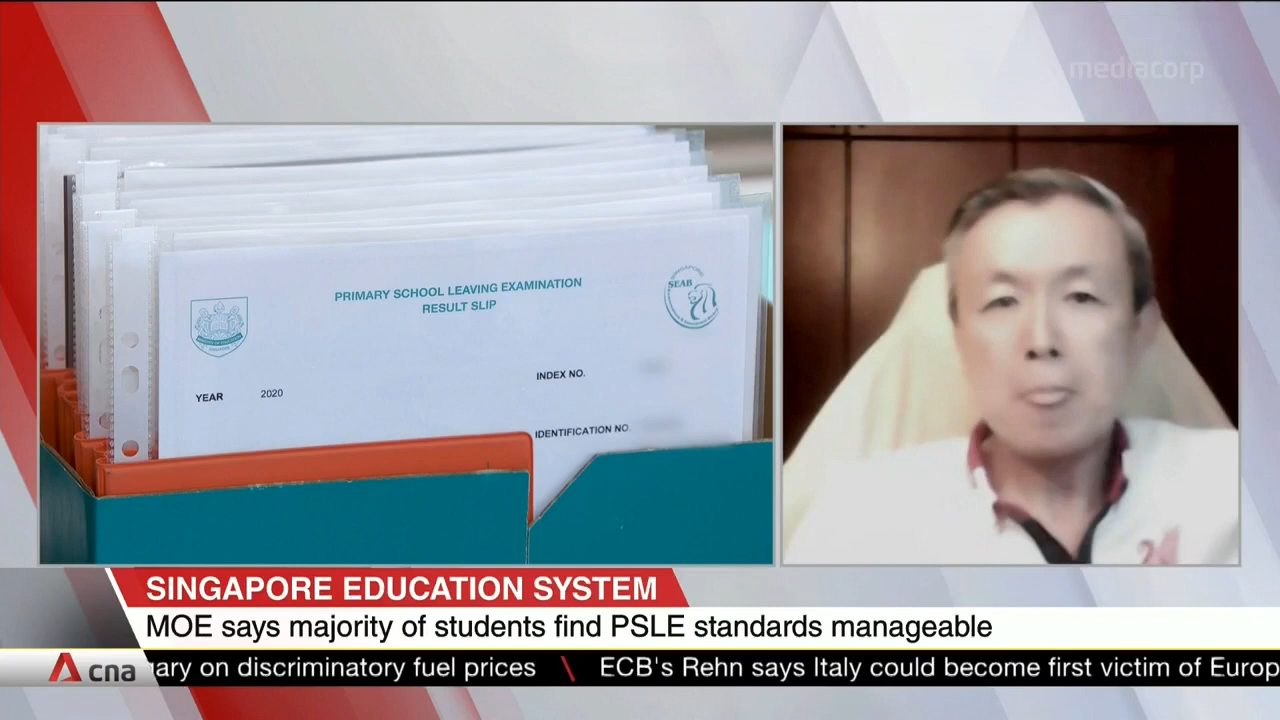 mediacorp
PRIMARY SCHOOL LEAVING EXAMINATION
RESULT SLIP
SEAB
INDEX NO.
YEAR 2020
IDENTIFICATION NO.
SINGAPORE EDUCATION SYSTEM
MOE says majority of students find PSLE standards manageable
cna
ary on discriminatory fuel prices \ ECB's Rehn says Italy could become first victim of Europ